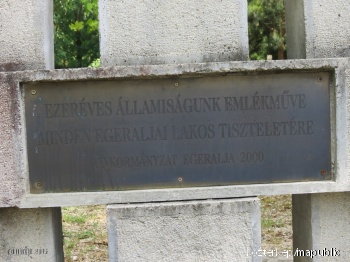 EZERÉVES ÁLLAMISÁGUNK EMLÉKMŰVE
MINDEN EGERALJAI LAKOS TISZTELETÉRE
ÖNKORMÁNYZAT EGERALJA 2000